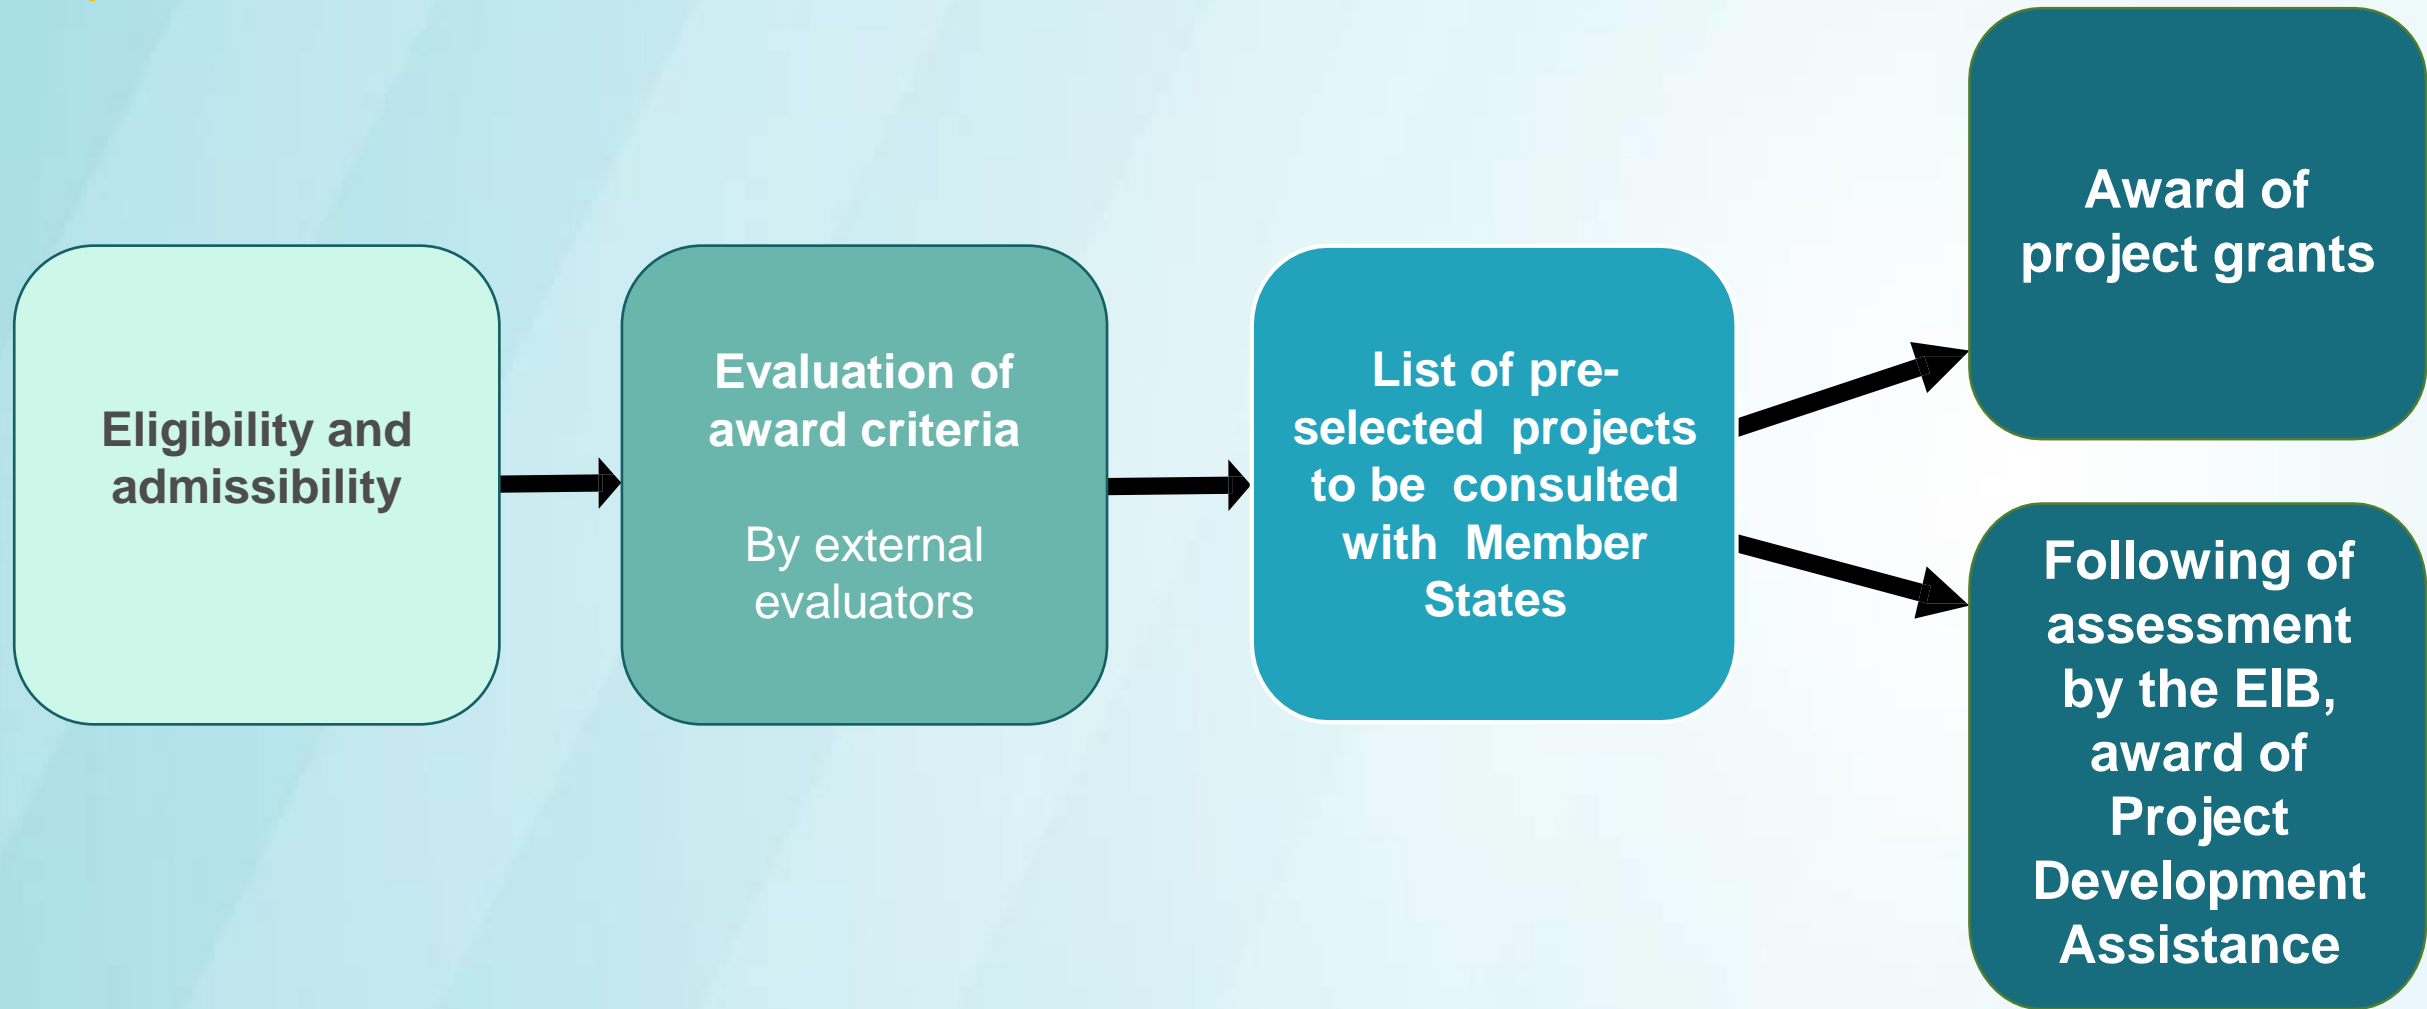 Eligibility and
admissibility
Evaluation of
award criteria
By external
evaluators
List of pre-
selected projects
to be consulted
with Member
States
Award of
project grants
Following of
assessment
by the EIB,
award of
Project
Development
Assistance